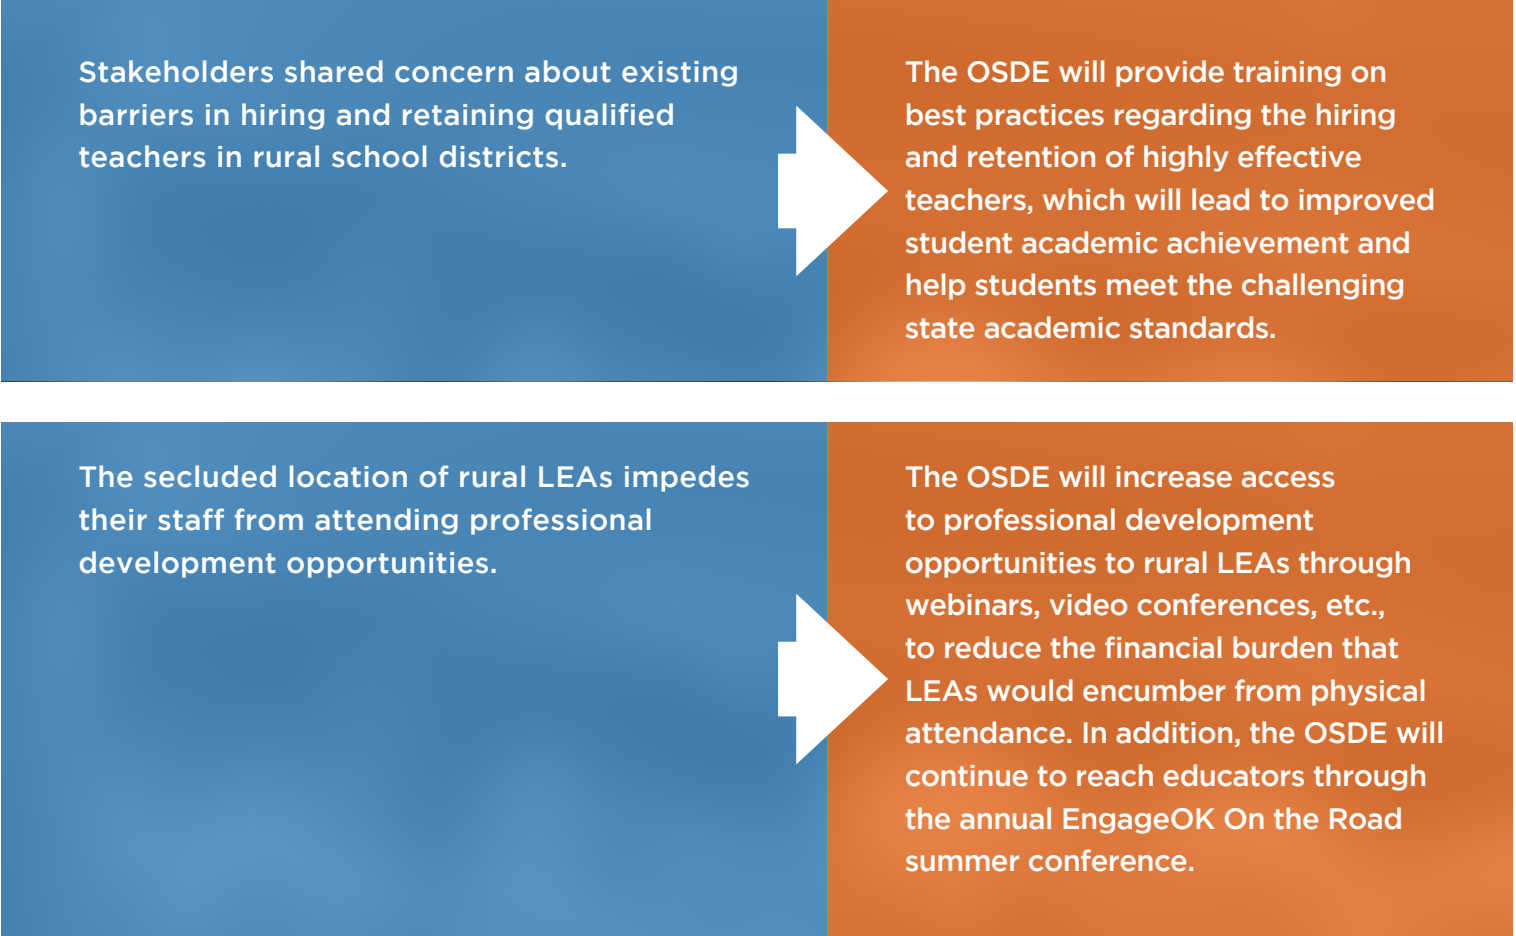 Stakeholders shared concern about existing
barriers in hiring and retaining qualified
teachers in rural school districts.
The OSDE will provide training on
best practices regarding the hiring
and retention of highly effective
teachers, which will lead to improved
student academic achievement and
help students meet the challenging
state academic standards.
The secluded location of rural LEAs impedes
their staff from attending professional
development opportunities.
The OSDE will increase access
to professional development
opportunities to rural LEAs through
webinars, video conferences, etc.,
to reduce the financial burden that
LEAs would encumber from physical
attendance. In addition, the OSDE will
continue to reach educators through
the annual EngageOK On the Road
summer conference.